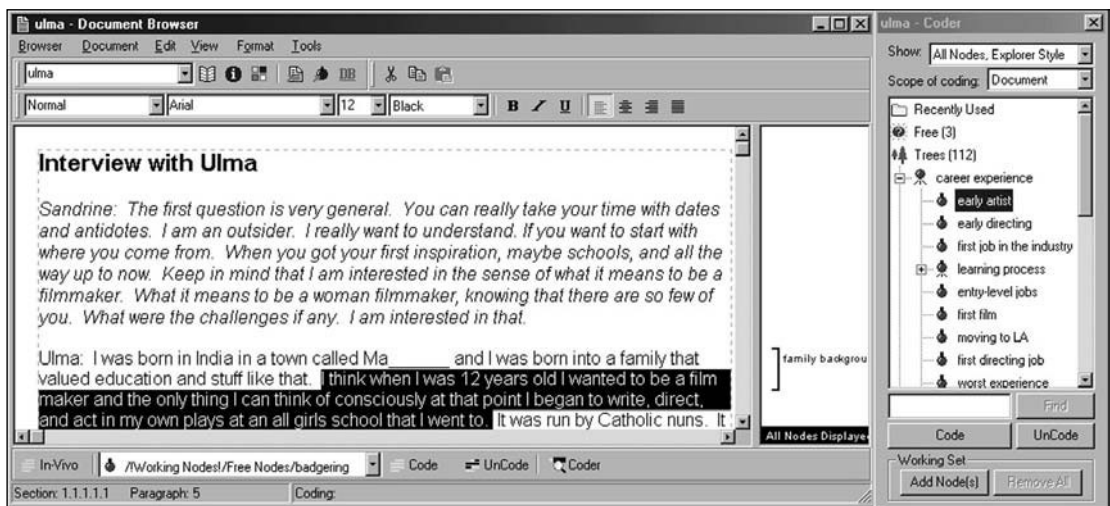 ulma - Document Browser
Browser Document Edit View Format Tools
ulma
DB
Normal Arial 12 Black B I U
Interview with Ulma
Sandrine: The first question is very general. You can really take your time with dates
and antidotes. I am an outsider. I really want to understand. If you want to start with
where you come from. When you got your first inspiration, maybe schools, and all the
way up to now. Keep in mind that I am interested in the sense of what it means to be a
filmmaker. What it means to be a woman filmmaker, knowing that there are so few of
you. What were the challenges if any. I am interested in that.
Ulma: I was born in India in a town called Ma______ and I was born into a family that
valued education and stuff like that. I think when I was 12 years old I wanted to be a film
maker and the only thing I can think of consciously at that point I began to write, direct,
and act in my own plays at an all girls school that I went to. It was run by Catholic nuns. It
family backgrou
All Nodes Displaye
In-Vivo /!Working Nodes!/Free Nodes/badgering Code UnCode Coder
Section: 1.1.1.1.1 Paragraph: 5 Coding:
ulma - Coder
Show: All Nodes, Explorer Style
Scope of coding: Document
Recently Used
Free (3)
Trees (112)
career experience
early artist
early directing
first job in the industry
learning process
entry-level jobs
first film
moving to LA
first directing job
worst experience
Find
Code UnCode
Working Set
Add Node(s) Remove All